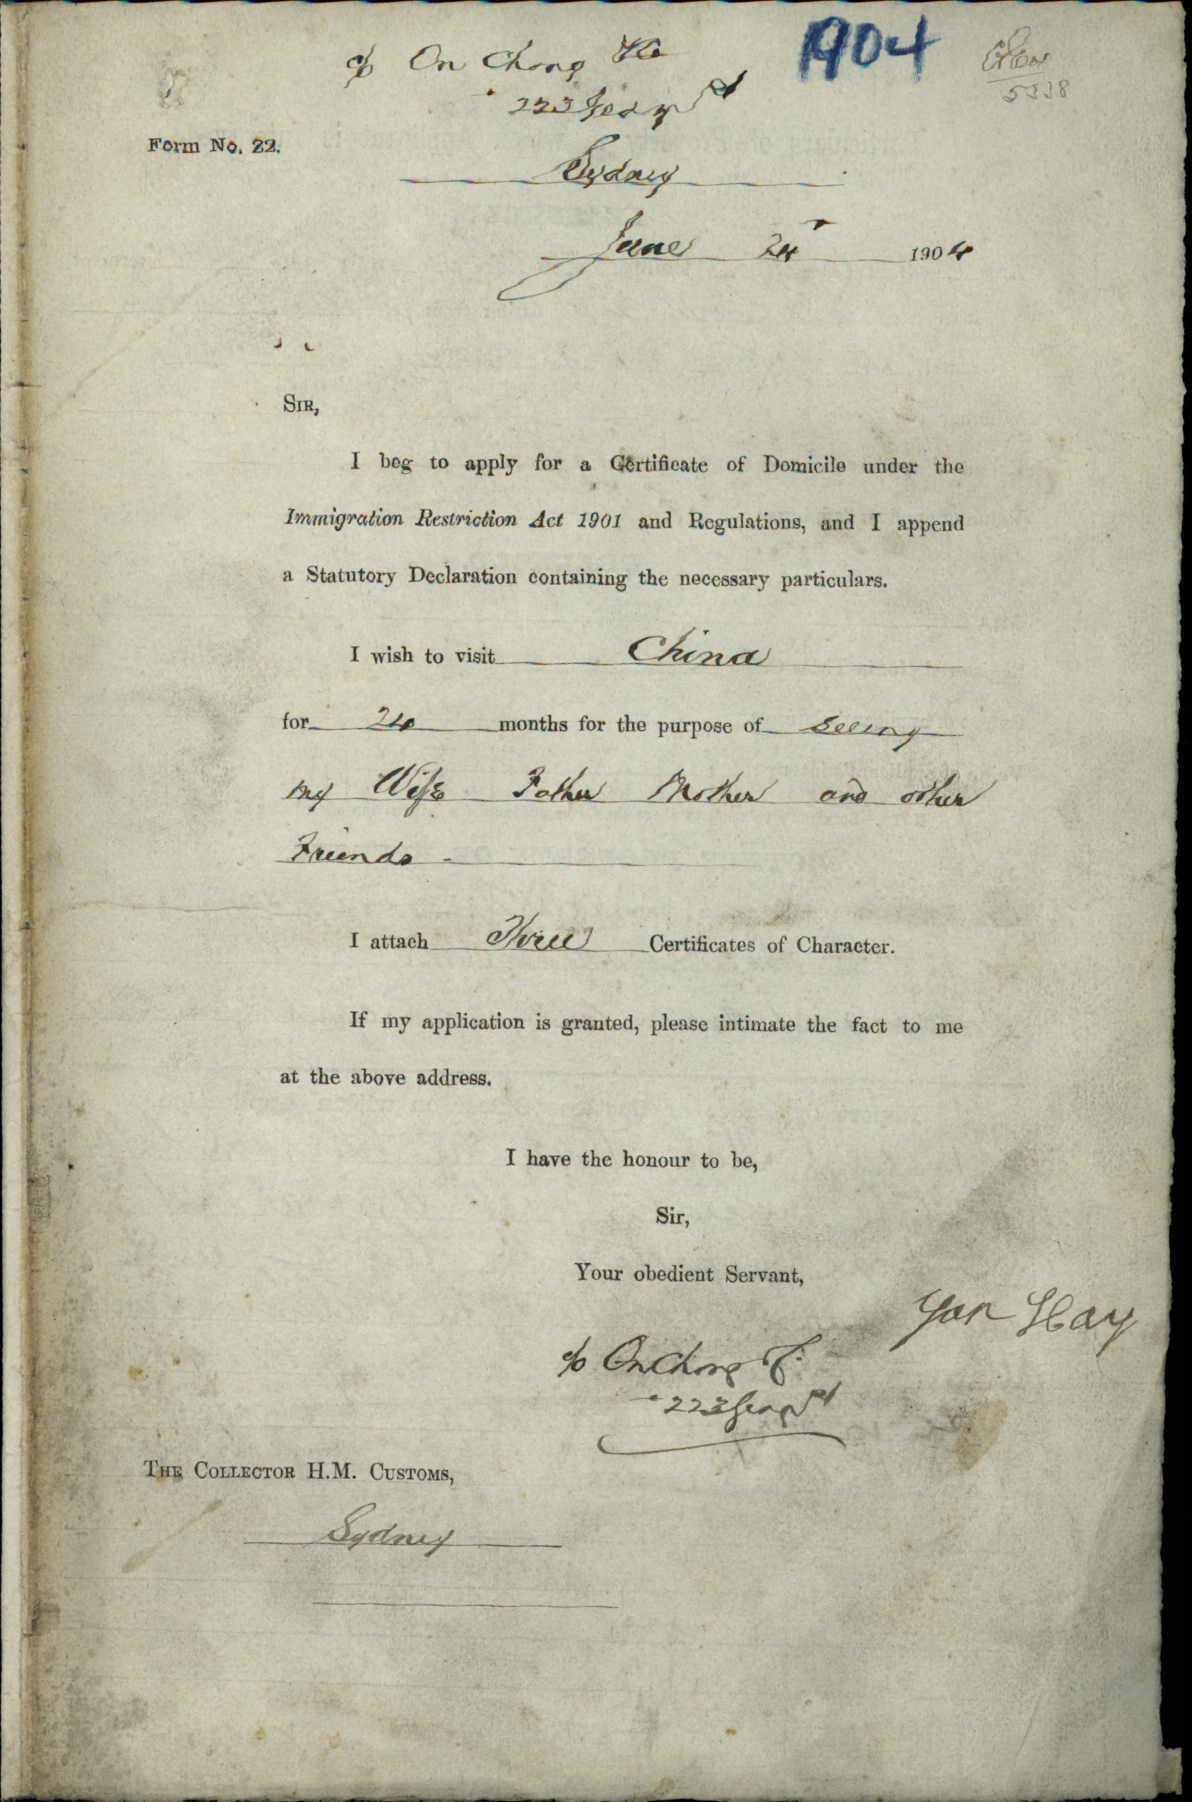 1904
c/o On Chong & Co
5338
223 Geo St
Form No. 22.
Sydney
June 24 1904
SIR,
I beg to apply for a Certificate of Domicile under the
Immigration Restriction Act 1901 and Regulations, and I append
a Statutory Declaration containing the necessary particulars.
I wish to visit China
for 24 months for the purpose of seeing
my Wife Father Mother and other
Friends -
I attach Three Certificates of Character.
If my application is granted, please intimate the fact to me
at the above address.
I have the honour to be,
Sir,
Your obedient Servant,
Yan Hay
c/o On Chong
223 Geo St
THE COLLECTOR H.M. CUSTOMS,
Sydney